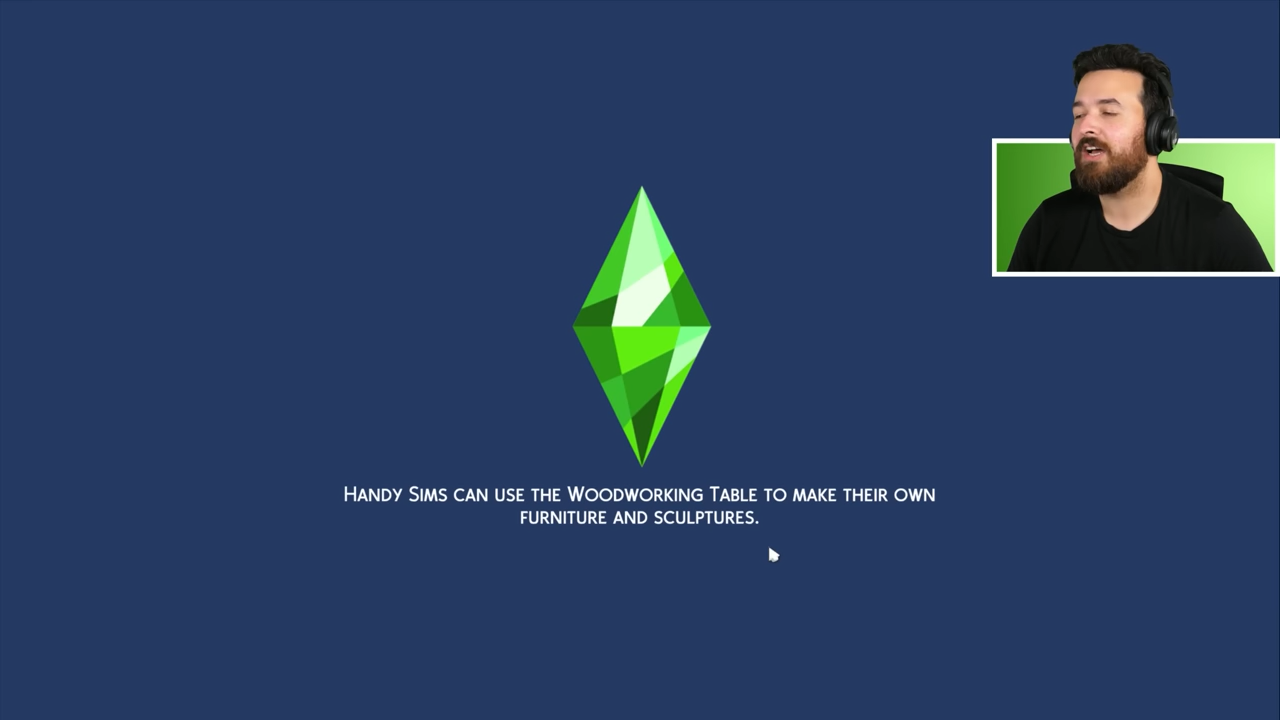 Handy Sims can use the Woodworking Table to make their own
furniture and sculptures.